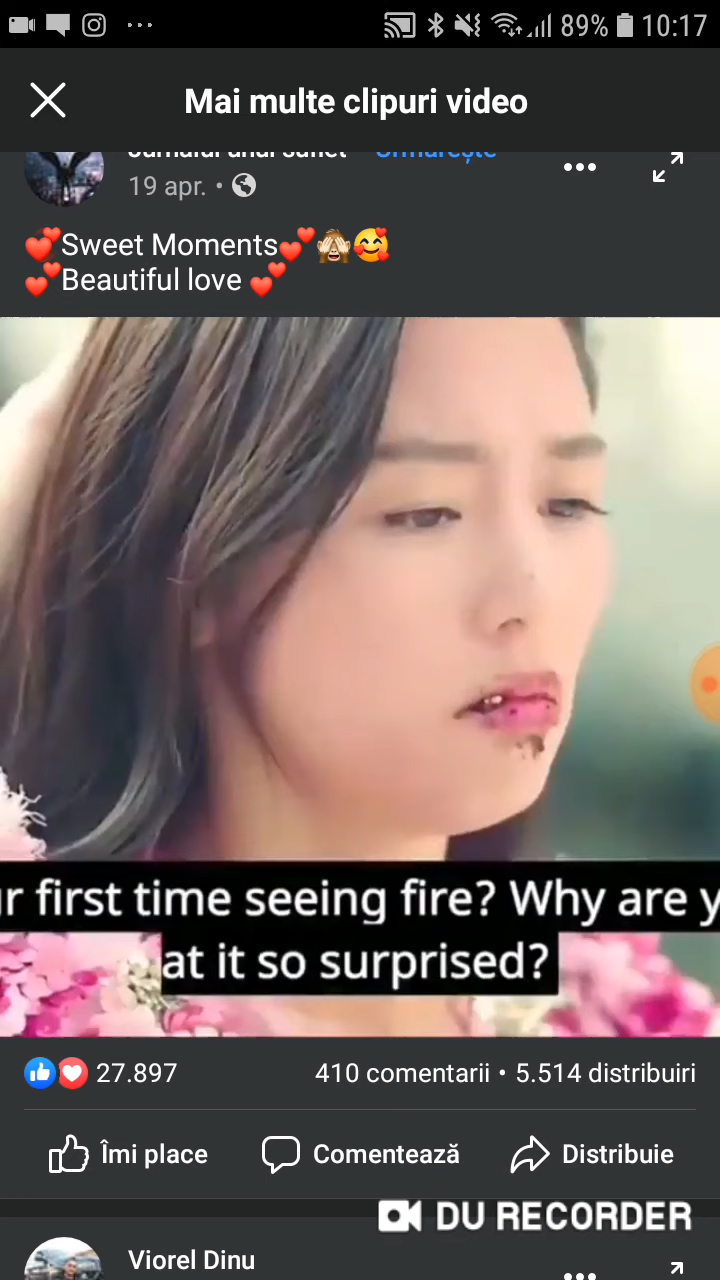 89% 10:17
Mai multe clipuri video
19 apr.
Sweet Moments
Beautiful love
first time seeing fire? Why are
at it so surprised?
27.897 410 comentarii • 5.514 distribuiri
Îmi place Comentează Distribuie
DU RECORDER
Viorel Dinu